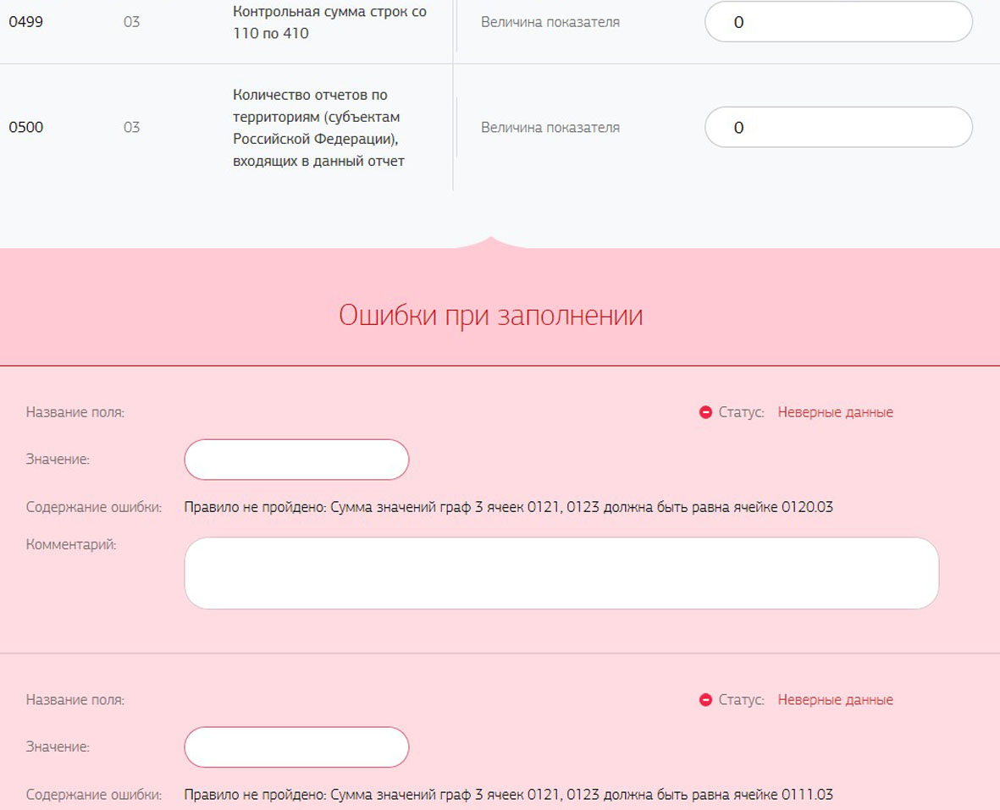 0499 03 Контрольная сумма строк со Величина показателя 0
110 по 410
Количество отчетов по
территориям (субъектам
0500 03 Российской Федерации), Величина показателя 0
входящих в данный отчет
Ошибки при заполнении
Название поля: Статус: Неверные данные
Значение:
Содержание ошибки: Правило не пройдено: Сумма значений граф 3 ячеек 0121, 0123 должна быть равна ячейке 0120.03
Комментарий:
Название поля: Статус: Неверные данные
Значение:
Содержание ошибки: Правило не пройдено: Сумма значений граф 3 ячеек 0121, 0123 должна быть равна ячейке 0111.03